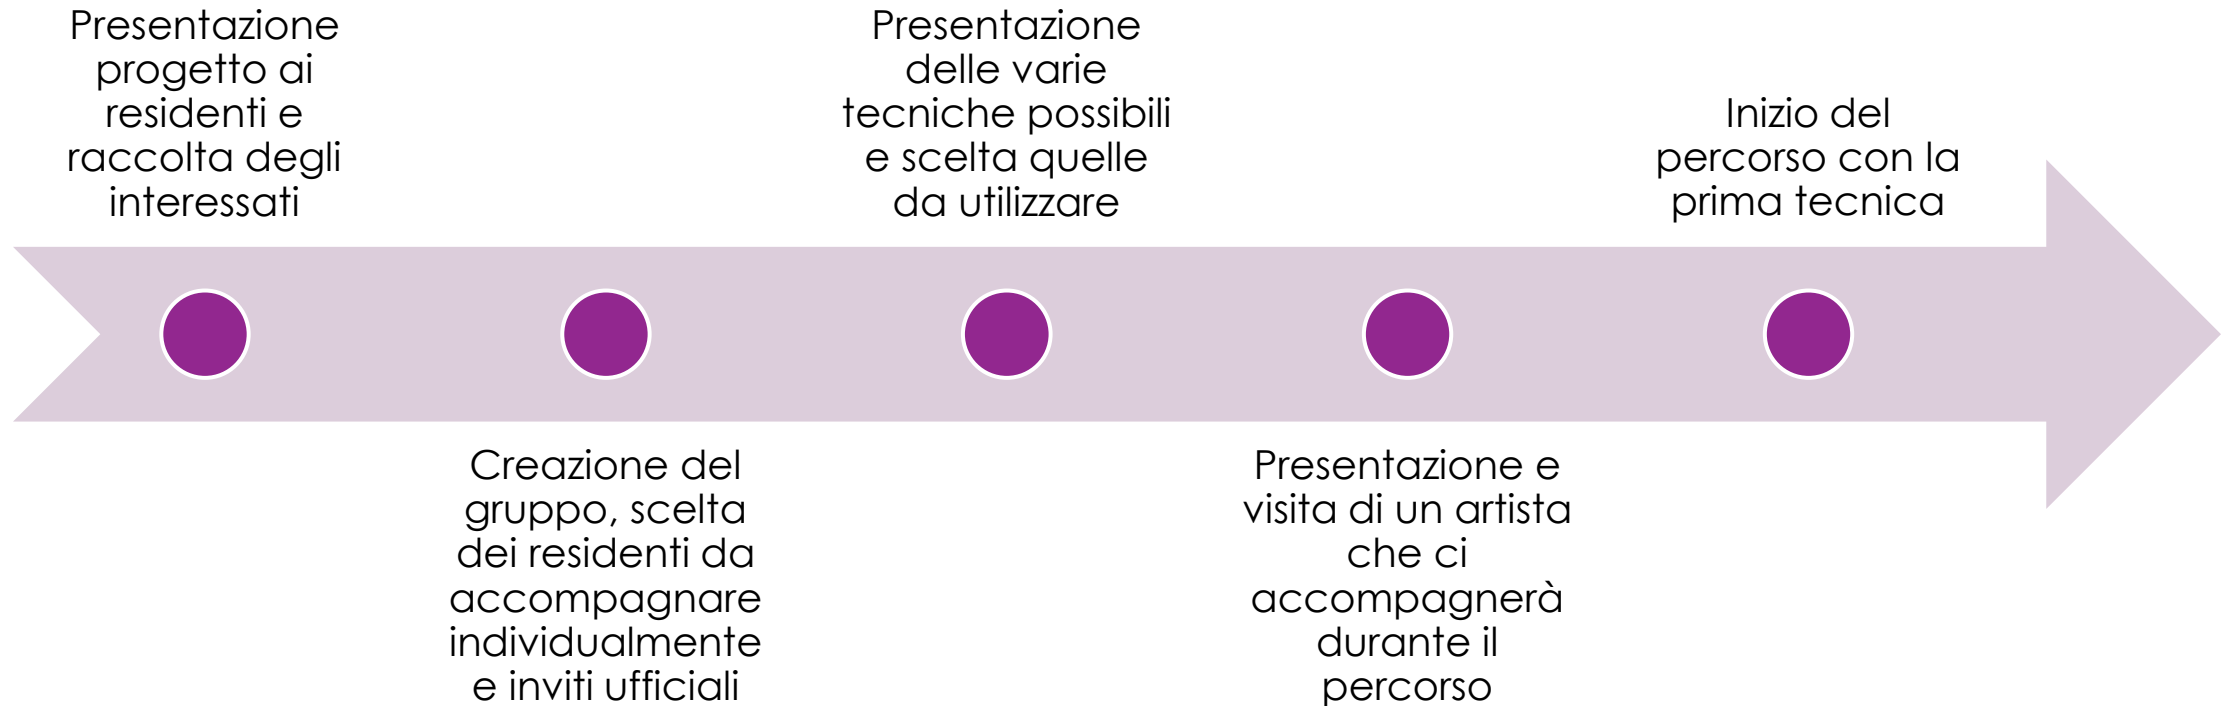 Presentazione
progetto ai
residenti e
raccolta degli
interessati
Creazione del
gruppo, scelta
dei residenti da
accompagnare
individualmente
e inviti ufficiali
Presentazione
delle varie
tecniche possibili
e scelta quelle
da utilizzare
Presentazione e
visita di un artista
che ci
accompagnerà
durante il
percorso
Inizio del
percorso con la
prima tecnica